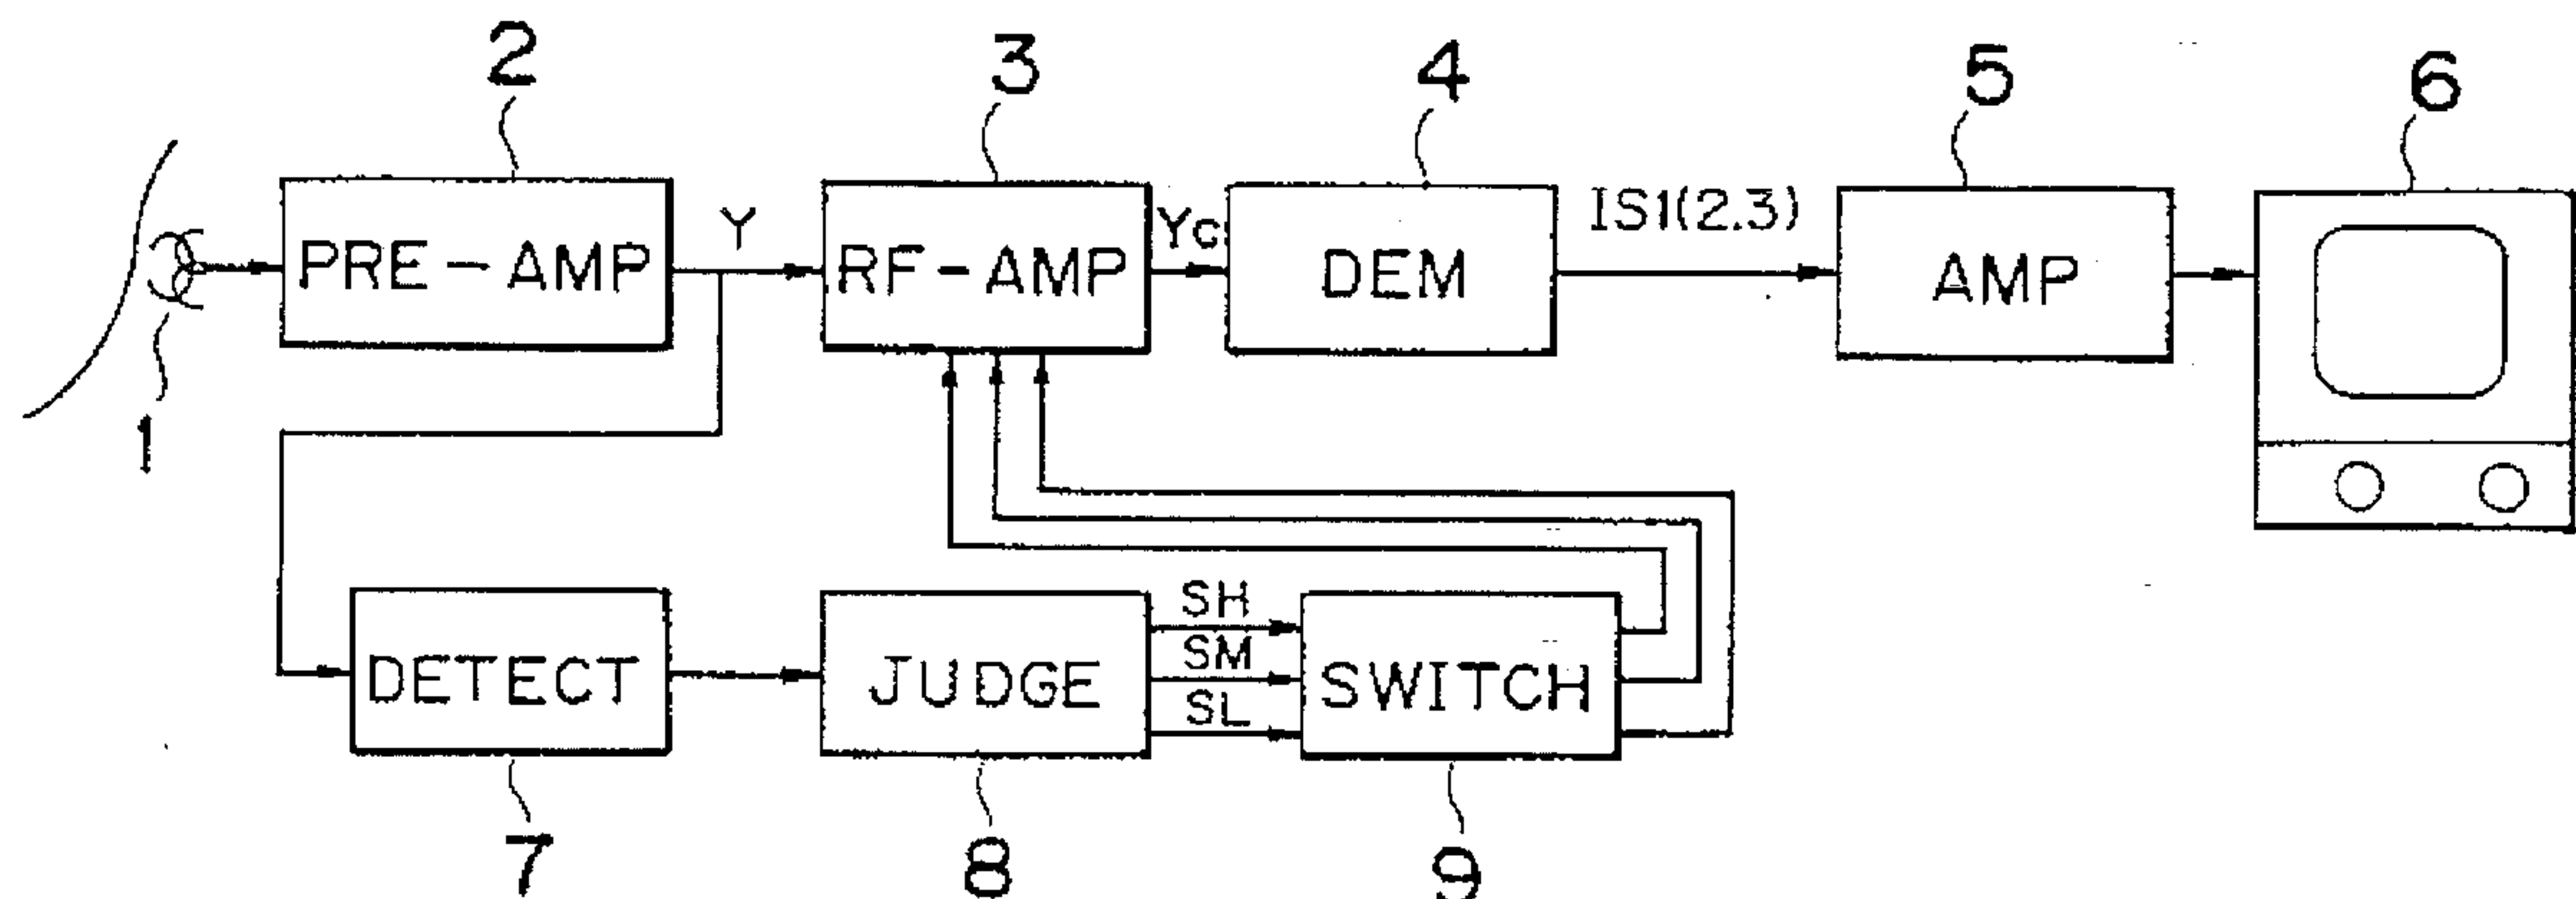 2 3 4 5 6
PRE-AMP Y RF-AMP Yc DEM IS1(2.3) AMP
1
DETECT JUDGE SH SM SL SWITCH
7 8 9